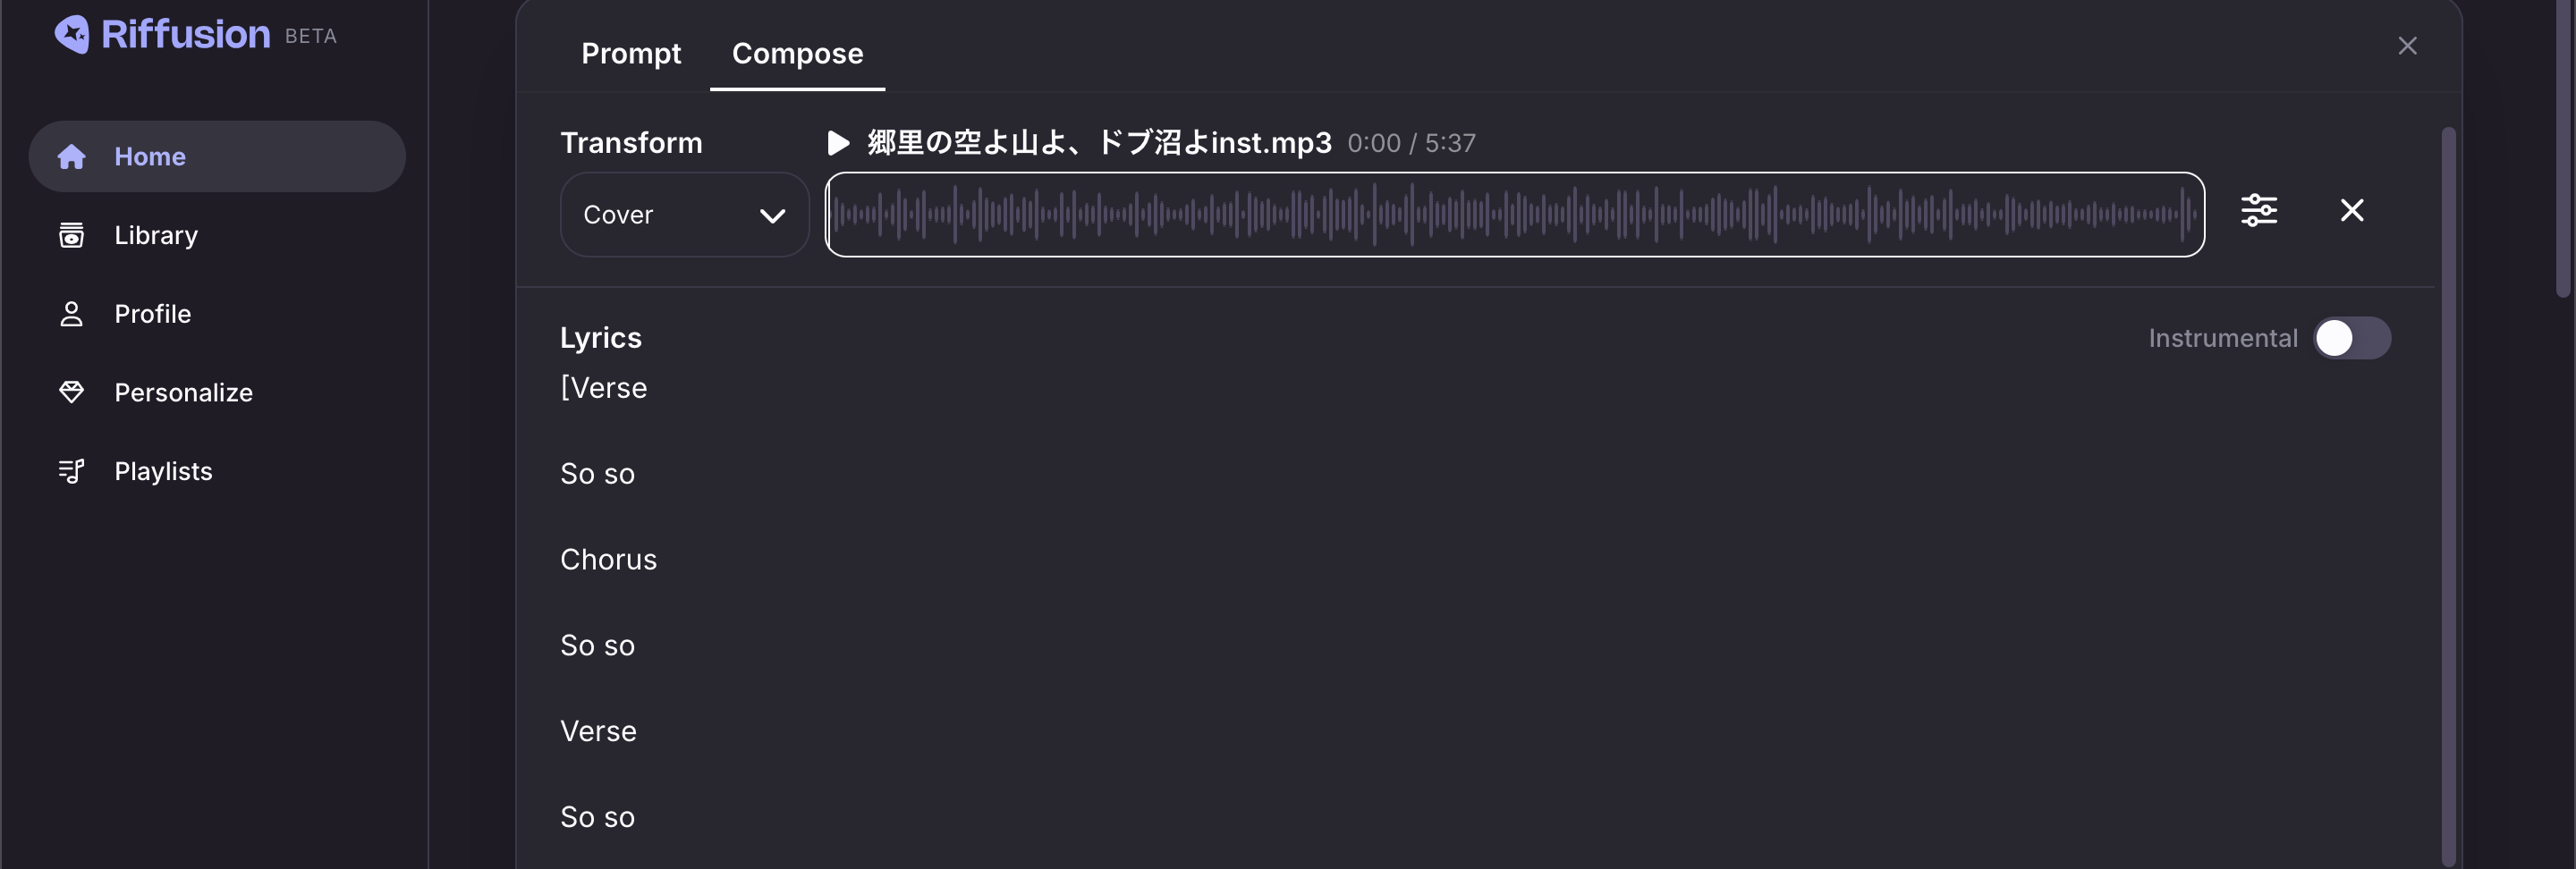 Riffusion BETA
Home
Library
Profile
Personalize
Playlists
Prompt Compose
Transform
郷里の空よ山よ、ドブ沼よinst.mp3 0:00 / 5:37
Cover
Lyrics
Instrumental
[Verse
So so
Chorus
So so
Verse
So so